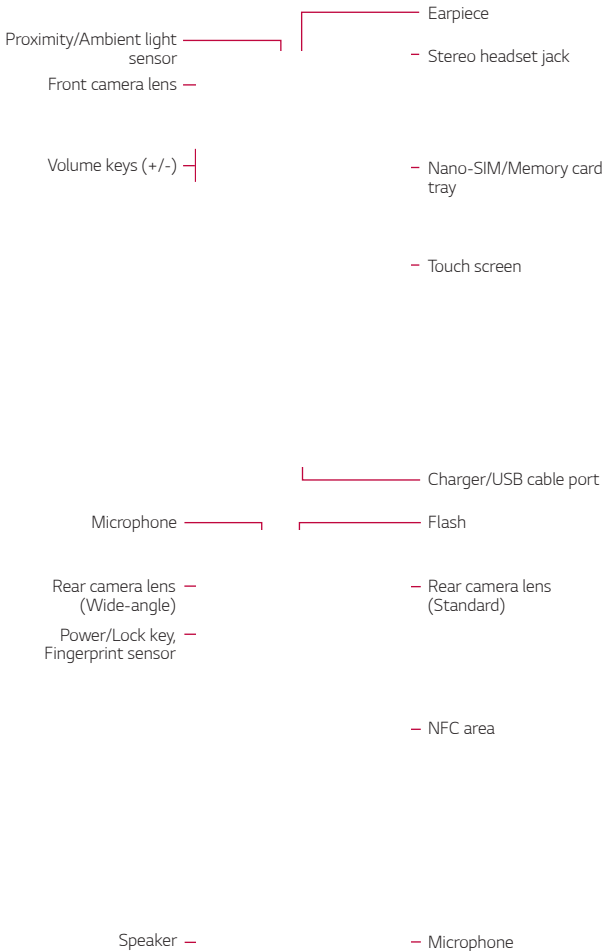 Earpiece
Proximity/Ambient light
sensor
Stereo headset jack
Front camera lens
Volume keys (+/-)
Nano-SIM/Memory card
tray
Touch screen
Charger/USB cable port
Microphone
Flash
Rear camera lens
(Wide-angle)
Rear camera lens
(Standard)
Power/Lock key,
Fingerprint sensor
NFC area
Speaker
Microphone